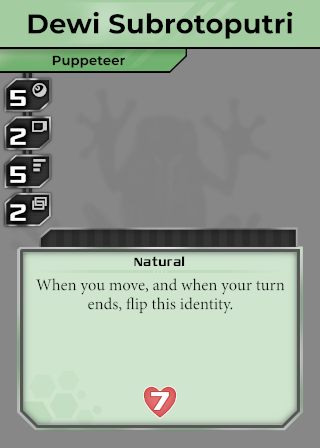 Dewi Subrotoputri
Puppeteer
5
2
5
2
Natural
When you move, and when your turn
ends, flip this identity.
7